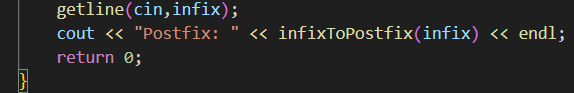 getline(cin,infix);
cout << "Postfix: " << infixToPostfix(infix) << endl;
return 0;
}